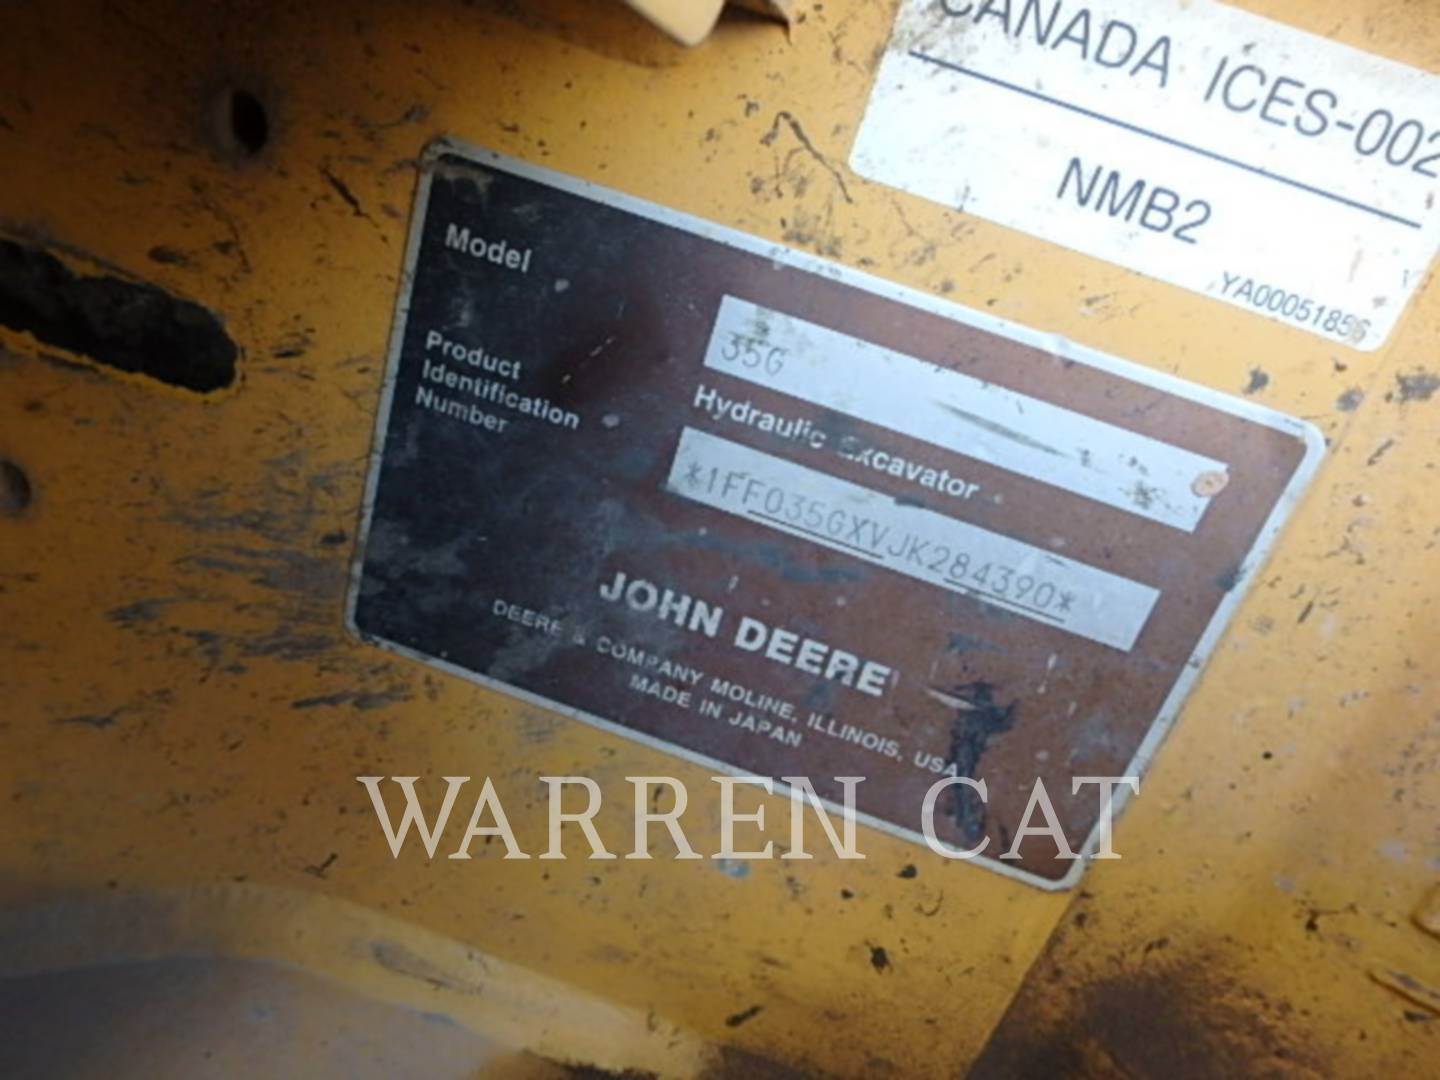 CANADA ICES-002
NMB2
YA00051856
Model
35G
Product
Identification
Number
Hydraulic Excavator
*1FF035GXVJK284390*
JOHN DEERE
DEERE & COMPANY MOLINE, ILLINOIS, USA
MADE IN JAPAN
WARREN CAT